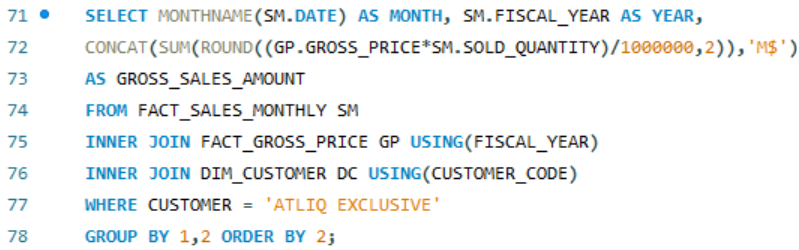 71 SELECT MONTHNAME(SM.DATE) AS MONTH, SM.FISCAL_YEAR AS YEAR,
72 CONCAT(SUM(ROUND((GP.GROSS_PRICE*SM.SOLD_QUANTITY)/1000000,2)),'M$')
73 AS GROSS_SALES_AMOUNT
74 FROM FACT_SALES_MONTHLY SM
75 INNER JOIN FACT_GROSS_PRICE GP USING(FISCAL_YEAR)
76 INNER JOIN DIM_CUSTOMER DC USING(CUSTOMER_CODE)
77 WHERE CUSTOMER = 'ATLIQ EXCLUSIVE'
78 GROUP BY 1,2 ORDER BY 2;